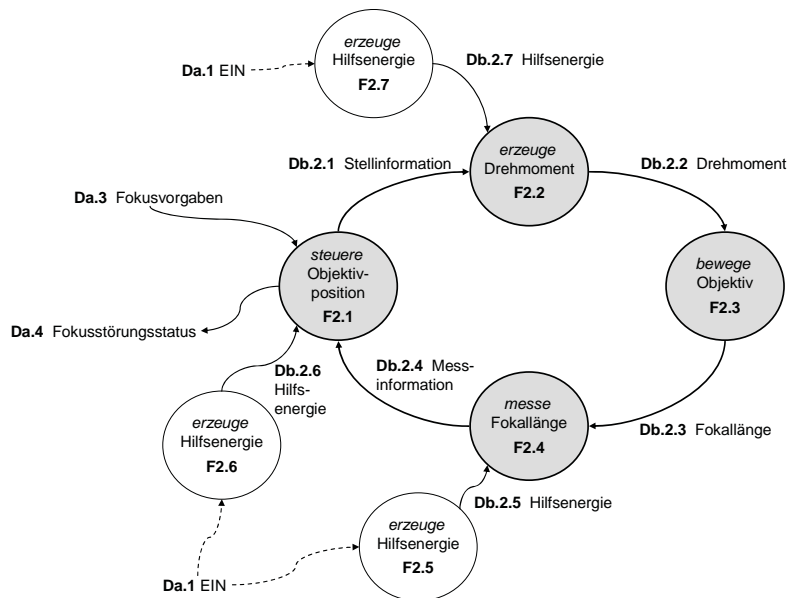 erzeuge
Hilfsenergie
F2.7
Da.1 EIN
Db.2.7 Hilfsenergie
erzeuge
Drehmoment
F2.2
Db.2.1 Stellinformation
Db.2.2 Drehmoment
Da.3 Fokusvorgaben
steuere
Objektiv-
position
F2.1
bewege
Objektiv
F2.3
Da.4 Fokusstörungsstatus
Db.2.6
Hilfs-
energie
Db.2.4 Mess-
information
messe
Fokallänge
F2.4
Db.2.3 Fokallänge
erzeuge
Hilfsenergie
F2.6
Db.2.5 Hilfsenergie
erzeuge
Hilfsenergie
F2.5
Da.1 EIN